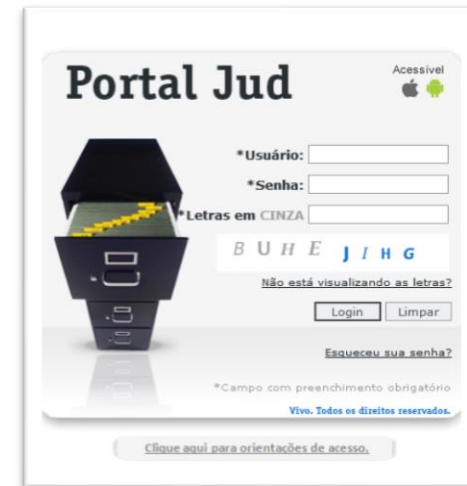 Portal Jud
Acessível
*Usuário:
*Senha:
*Letras em CINZA
B U H E J I H G
Não está visualizando as letras?
Login Limpar
Esqueceu sua senha?
*Campo com preenchimento obrigatório
Vivo. Todos os direitos reservados.
Clique aqui para orientações de acesso.